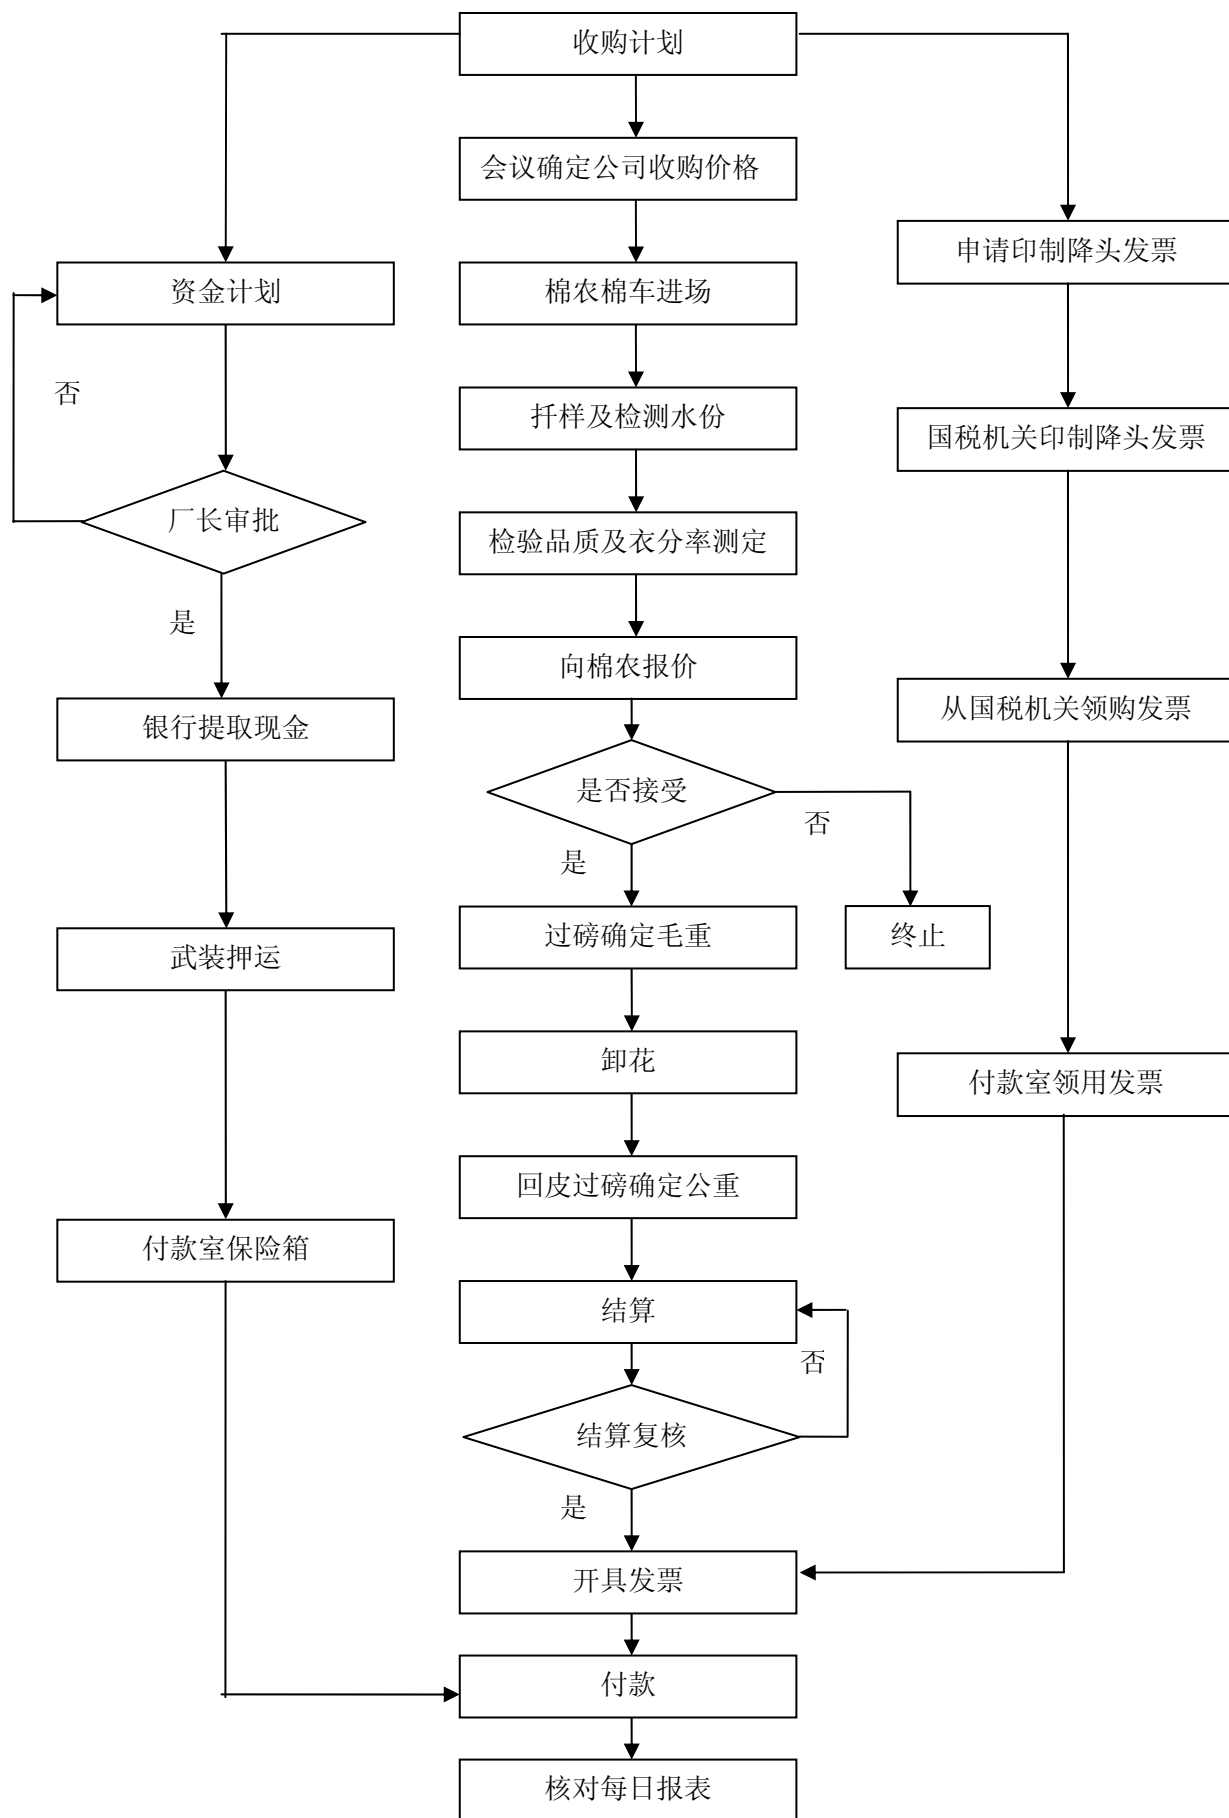 收购计划
会议确定公司收购价格
申请印制降头发票
资金计划
棉农棉车进场
否
扦样及检测水份
国税机关印制降头发票
厂长审批
检验品质及衣分率测定
是
向棉农报价
银行提取现金
从国税机关领购发票
是否接受
否
是
过磅确定毛重
终止
武装押运
卸花
付款室领用发票
回皮过磅确定公重
付款室保险箱
结算
否
结算复核
是
开具发票
付款
核对每日报表